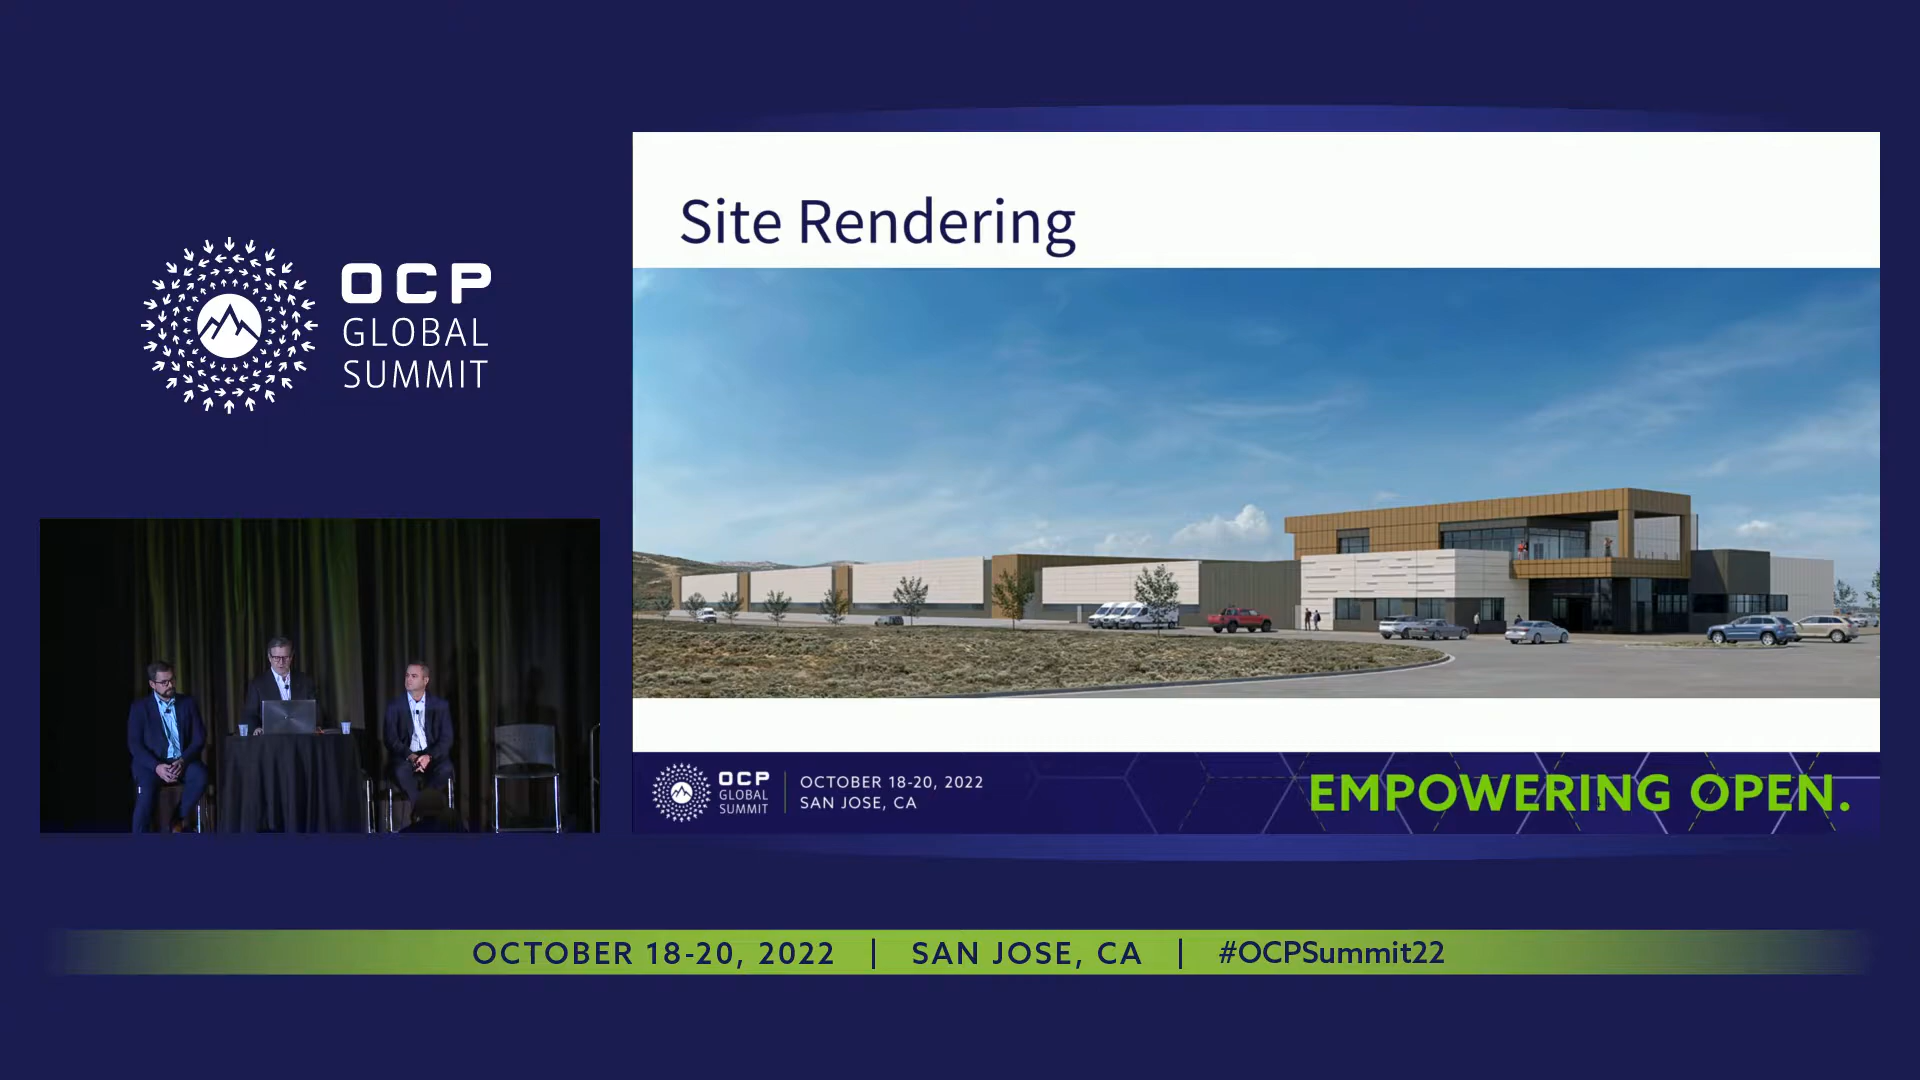 OCP
GLOBAL
SUMMIT
Site Rendering
OCP
GLOBAL
SUMMIT
OCTOBER 18-20, 2022
SAN JOSE, CA
EMPOWERING OPEN.
OCTOBER 18-20, 2022 | SAN JOSE, CA | #OCPSummit22